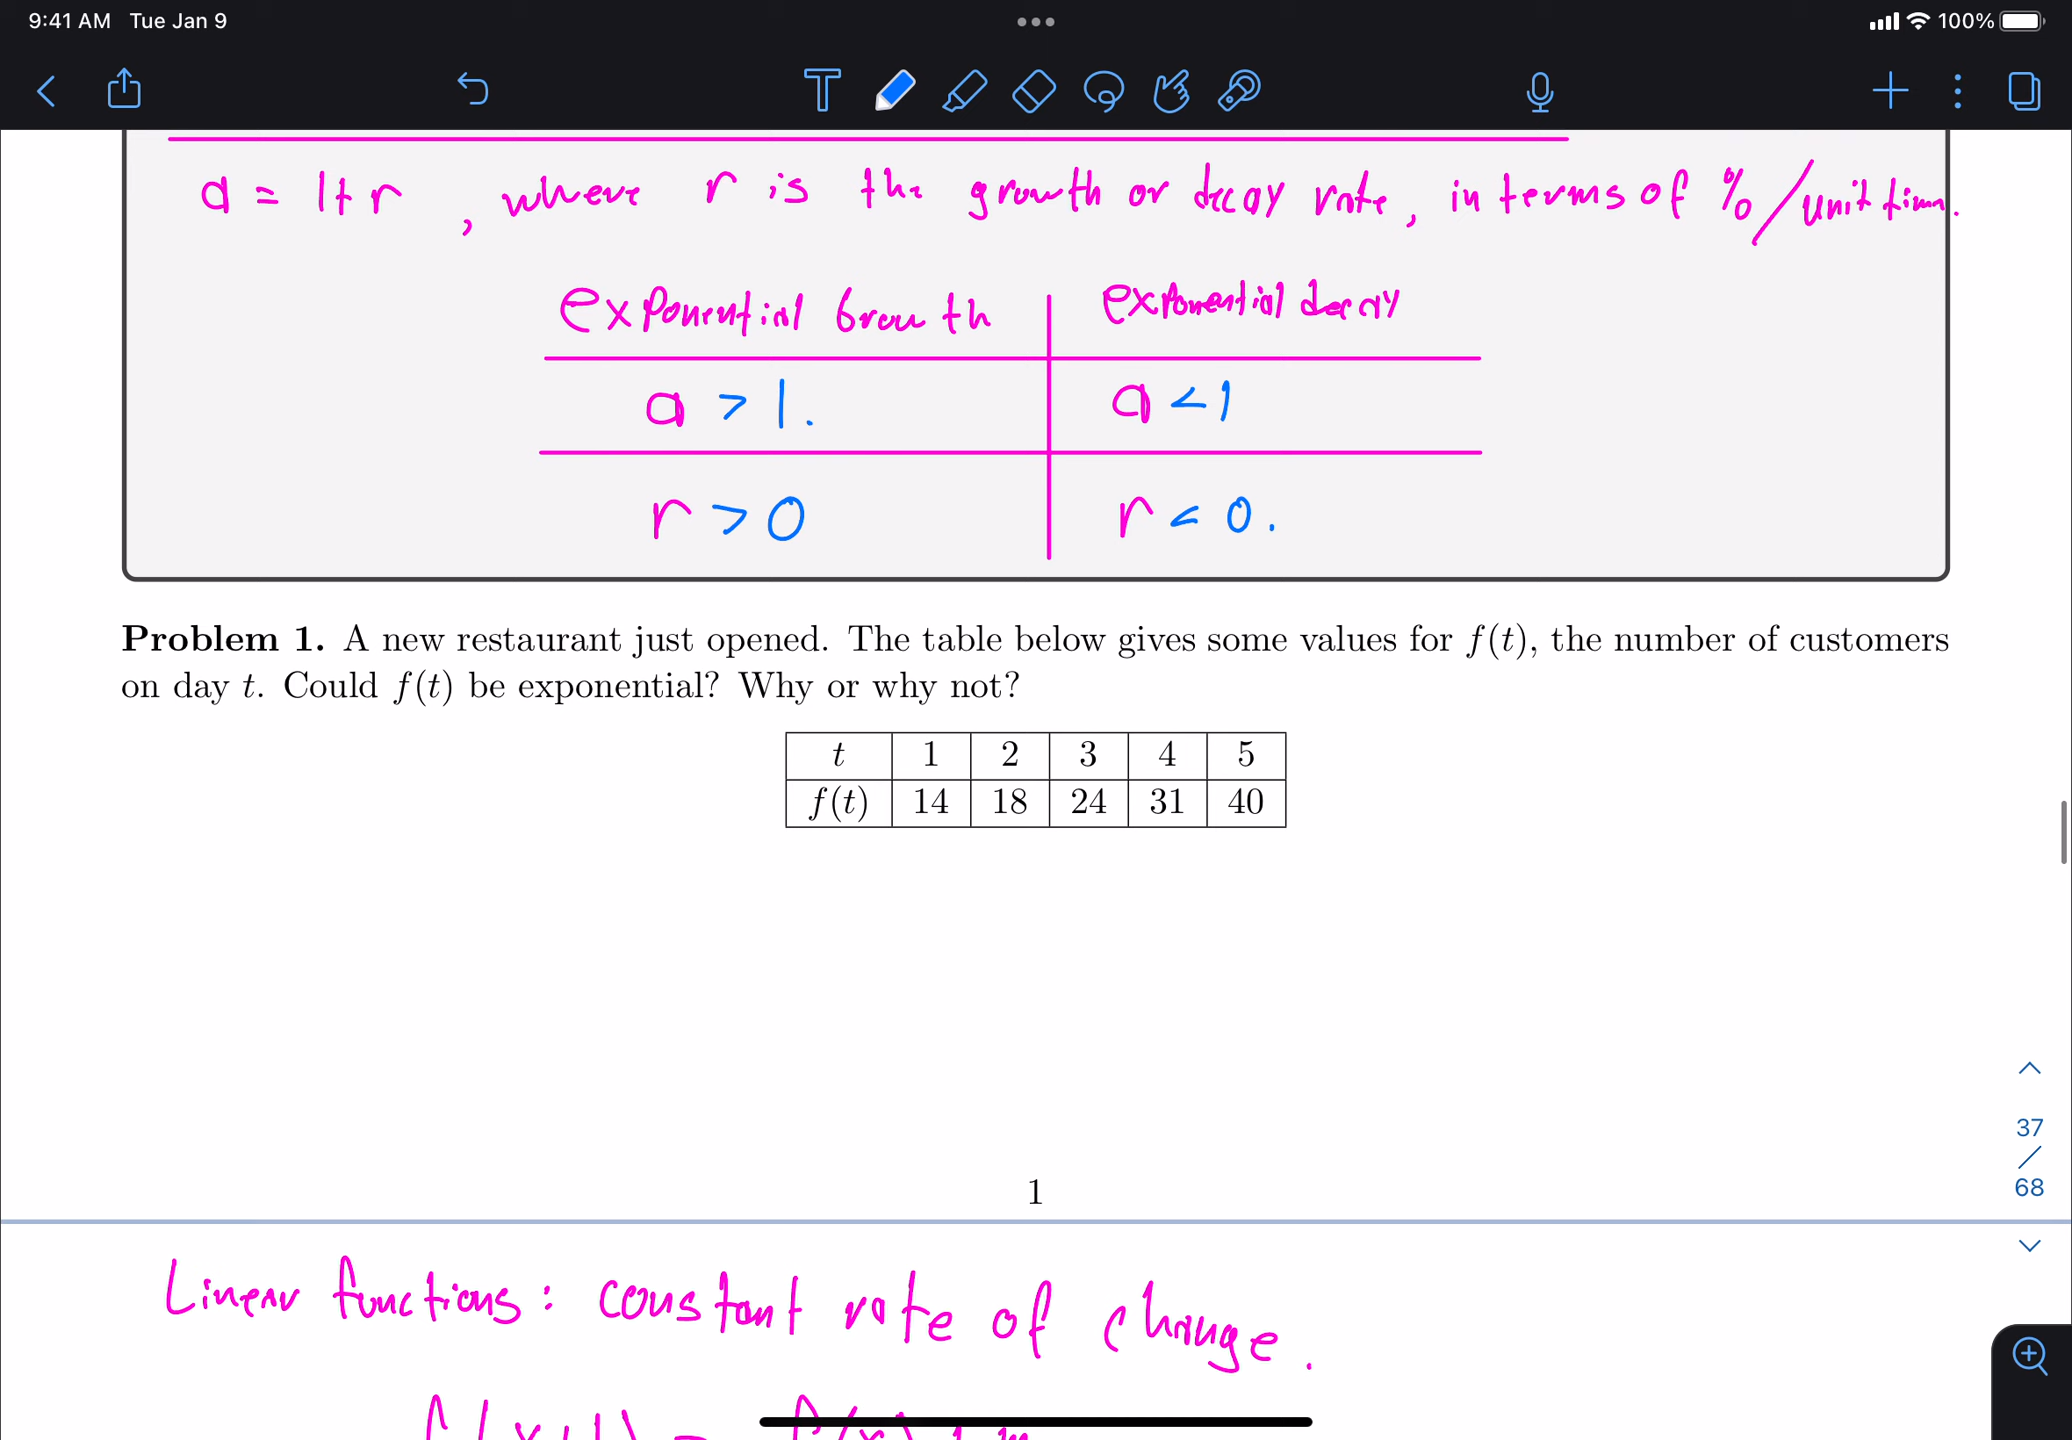 9:41 AM Tue Jan 9
100%
a = 1+r , where r is the growth or decay rate, in terms of %/unit time.
exponential Growth exponential decay
a > 1. a < 1
r > 0 r < 0.
Problem 1. A new restaurant just opened. The table below gives some values for f(t), the number of customers
on day t. Could f(t) be exponential? Why or why not?
t 1 2 3 4 5
f(t) 14 18 24 31 40
37
/
68
1
Linear functions: constant rate of change.